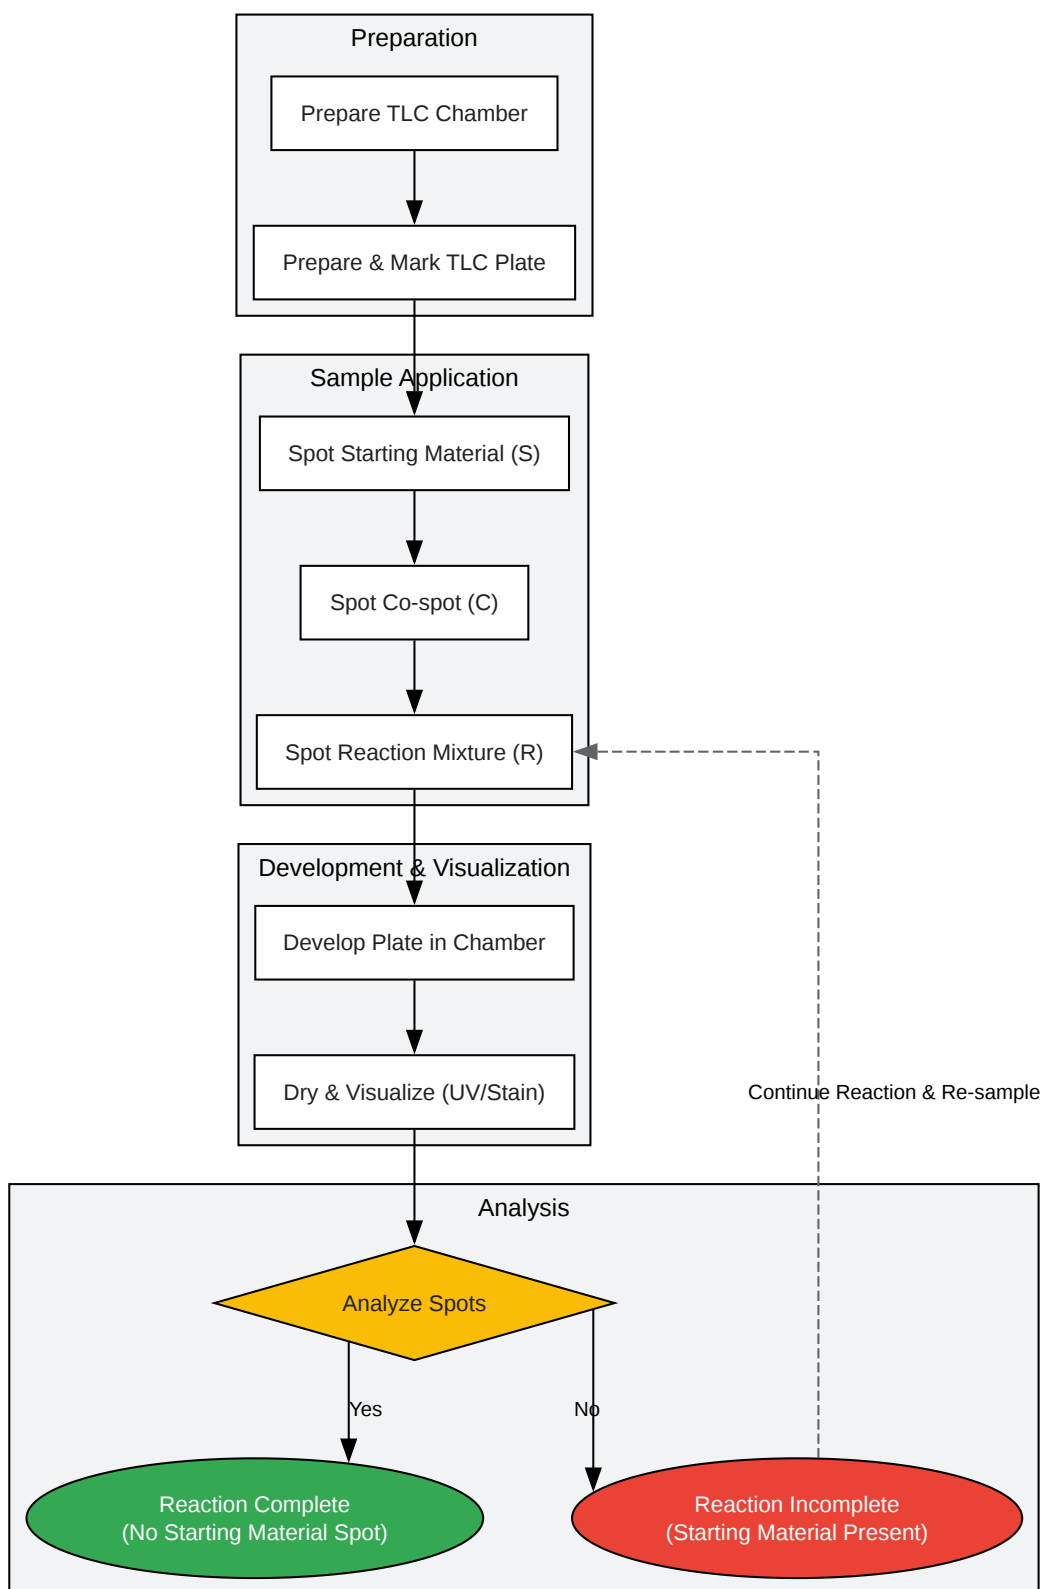 Preparation
Prepare TLC Chamber
Prepare & Mark TLC Plate
Sample Application
Spot Starting Material (S)
Spot Co-spot (C)
Spot Reaction Mixture (R)
Development & Visualization
Develop Plate in Chamber
Dry & Visualize (UV/Stain)
Continue Reaction & Re-sample
Analysis
Analyze Spots
Yes
No
Reaction Complete
(No Starting Material Spot)
Reaction Incomplete
(Starting Material Present)